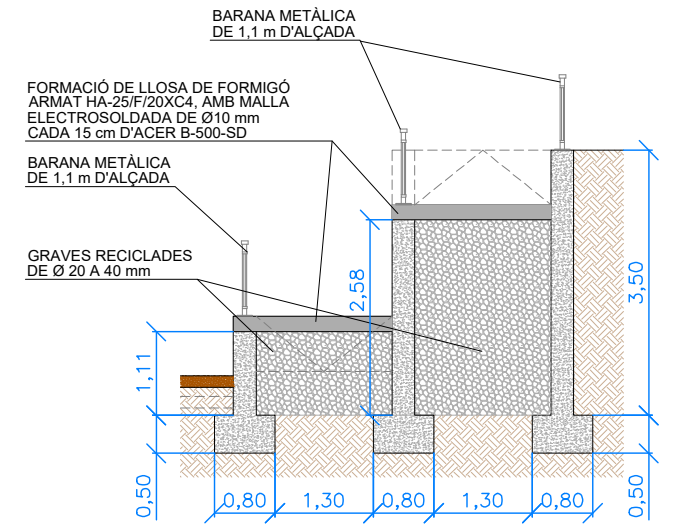 BARANA METÀLICA
DE 1,1 m D'ALÇADA
FORMACIÓ DE LLOSA DE FORMIGÓ
ARMAT HA-25/F/20XC4, AMB MALLA
ELECTROSOLDADA DE Ø10 mm
CADA 15 cm D'ACER B-500-SD
BARANA METÀLICA
DE 1,1 m D'ALÇADA
GRAVES RECICLADES
DE Ø 20 A 40 mm
2,58
3,50
1,11
0,50
0,80
1,30
0,80
1,30
0,80
0,50